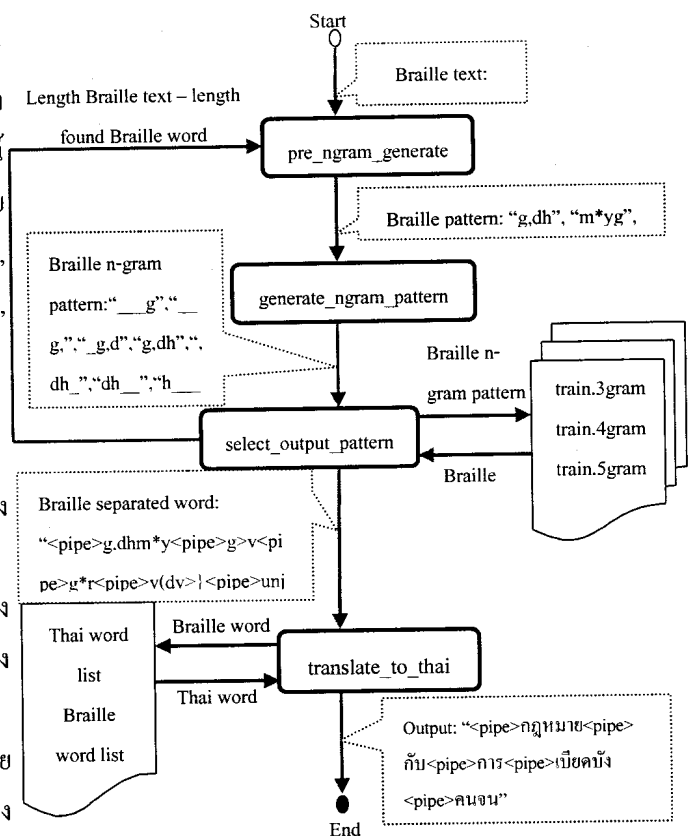 Start
Braille text:
Length Braille text – length
found Braille word
pre_ngram_generate
Braille pattern: “g,dh”, “m*yg”,
Braille n-gram
pattern:“___g”,“__
g,”,“_g,d”,“g,dh”,“,
dh_”,“dh__”,“h___
generate_ngram_pattern
Braille n-
gram pattern
train.3gram
train.4gram
train.5gram
select_output_pattern
Braille
Braille separated word:
“<pipe>g.dhm*y<pipe>g>v<pi
pe>g*r<pipe>v(dv>}<pipe>unj
Thai word
list
Braille
word list
Braille word
Thai word
translate_to_thai
Output: “<pipe>กฎหมาย<pipe>
กับ<pipe>การ<pipe>เบียดบัง
<pipe>คนจน”
End